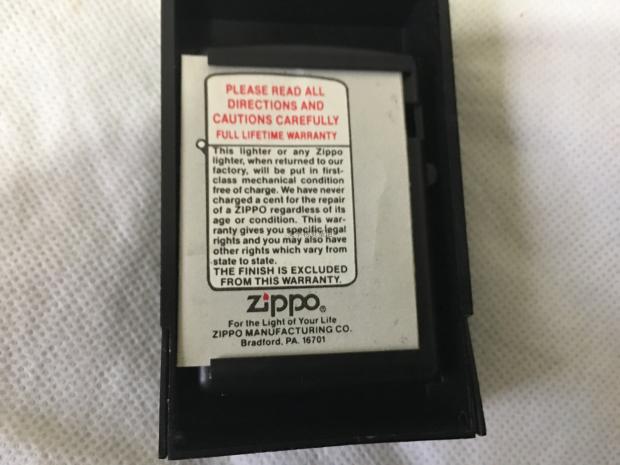 PLEASE READ ALL
DIRECTIONS AND
CAUTIONS CAREFULLY
FULL LIFETIME WARRANTY
This lighter or any Zippo
lighter, when returned to our
factory, will be put in first-
class mechanical condition
free of charge. We have never
charged a cent for the repair
of a ZIPPO regardless of its
age or condition. This war-
ranty gives you specific legal
rights and you may also have
other rights which vary from
state to state.
THE FINISH IS EXCLUDED
FROM THIS WARRANTY.
Zippo®
For the Light of Your Life
ZIPPO MANUFACTURING CO.
Bradford, PA. 16701